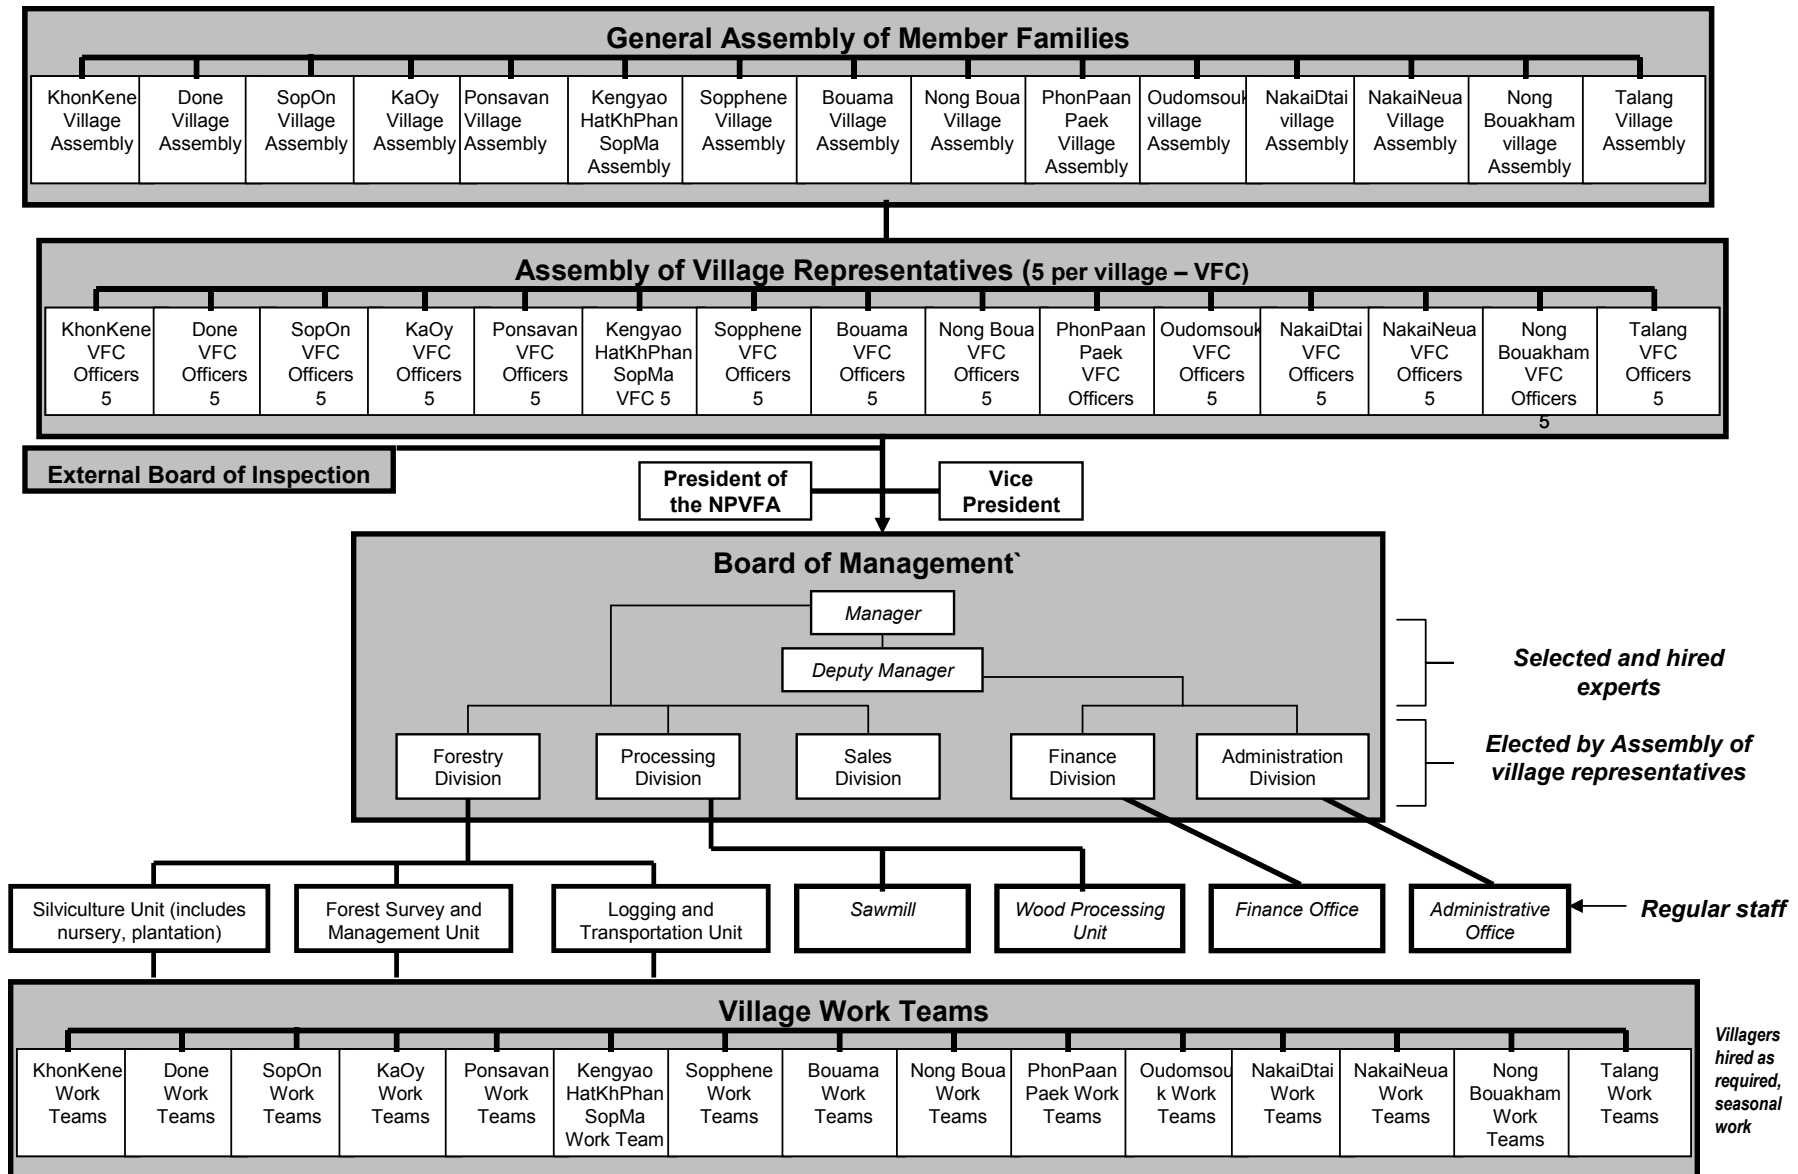 General Assembly of Member Families
KhonKene
Village
Assembly
Done
Village
Assembly
SopOn
Village
Assembly
KaOy
Village
Assembly
Ponsavan
Village
Assembly
Kengyao
HatKhPhan
SopMa
Assembly
Sopphene
Village
Assembly
Bouama
Village
Assembly
Nong Boua
Village
Assembly
PhonPaan
Paek
Village
Assembly
Oudomsouk
village
Assembly
NakaiDtai
village
Assembly
NakaiNeua
Village
Assembly
Nong
Bouakham
village
Assembly
Talang
Village
Assembly
Assembly of Village Representatives (5 per village – VFC)
KhonKene
VFC
Officers
5
Done
VFC
Officers
5
SopOn
VFC
Officers
5
KaOy
VFC
Officers
5
Ponsavan
VFC
Officers
5
Kengyao
HatKhPhan
SopMa
VFC 5
Sopphene
VFC
Officers
5
Bouama
VFC
Officers
5
Nong Boua
VFC
Officers
5
PhonPaan
Paek
VFC
Officers
Oudomsouk
VFC
Officers
5
NakaiDtai
VFC
Officers
5
NakaiNeua
VFC
Officers
5
Nong
Bouakham
VFC
Officers
5
Talang
VFC
Officers
5
External Board of Inspection
President of
the NPVFA
Vice
President
Board of Management`
Manager
Deputy Manager
Selected and hired
experts
Forestry
Division
Processing
Division
Sales
Division
Finance
Division
Administration
Division
Elected by Assembly of
village representatives
Silviculture Unit (includes
nursery, plantation)
Forest Survey and
Management Unit
Logging and
Transportation Unit
Sawmill
Wood Processing
Unit
Finance Office
Administrative
Office
Regular staff
Village Work Teams
KhonKene
Work
Teams
Done
Work
Teams
SopOn
Work
Teams
KaOy
Work
Teams
Ponsavan
Work
Teams
Kengyao
HatKhPhan
SopMa
Work Team
Sopphene
Work
Teams
Bouama
Work
Teams
Nong Boua
Work
Teams
PhonPaan
Paek Work
Teams
Oudomsou
k Work
Teams
NakaiDtai
Work
Teams
NakaiNeua
Work
Teams
Nong
Bouakham
Work
Teams
Talang
Work
Teams
Villagers
hired as
required,
seasonal
work